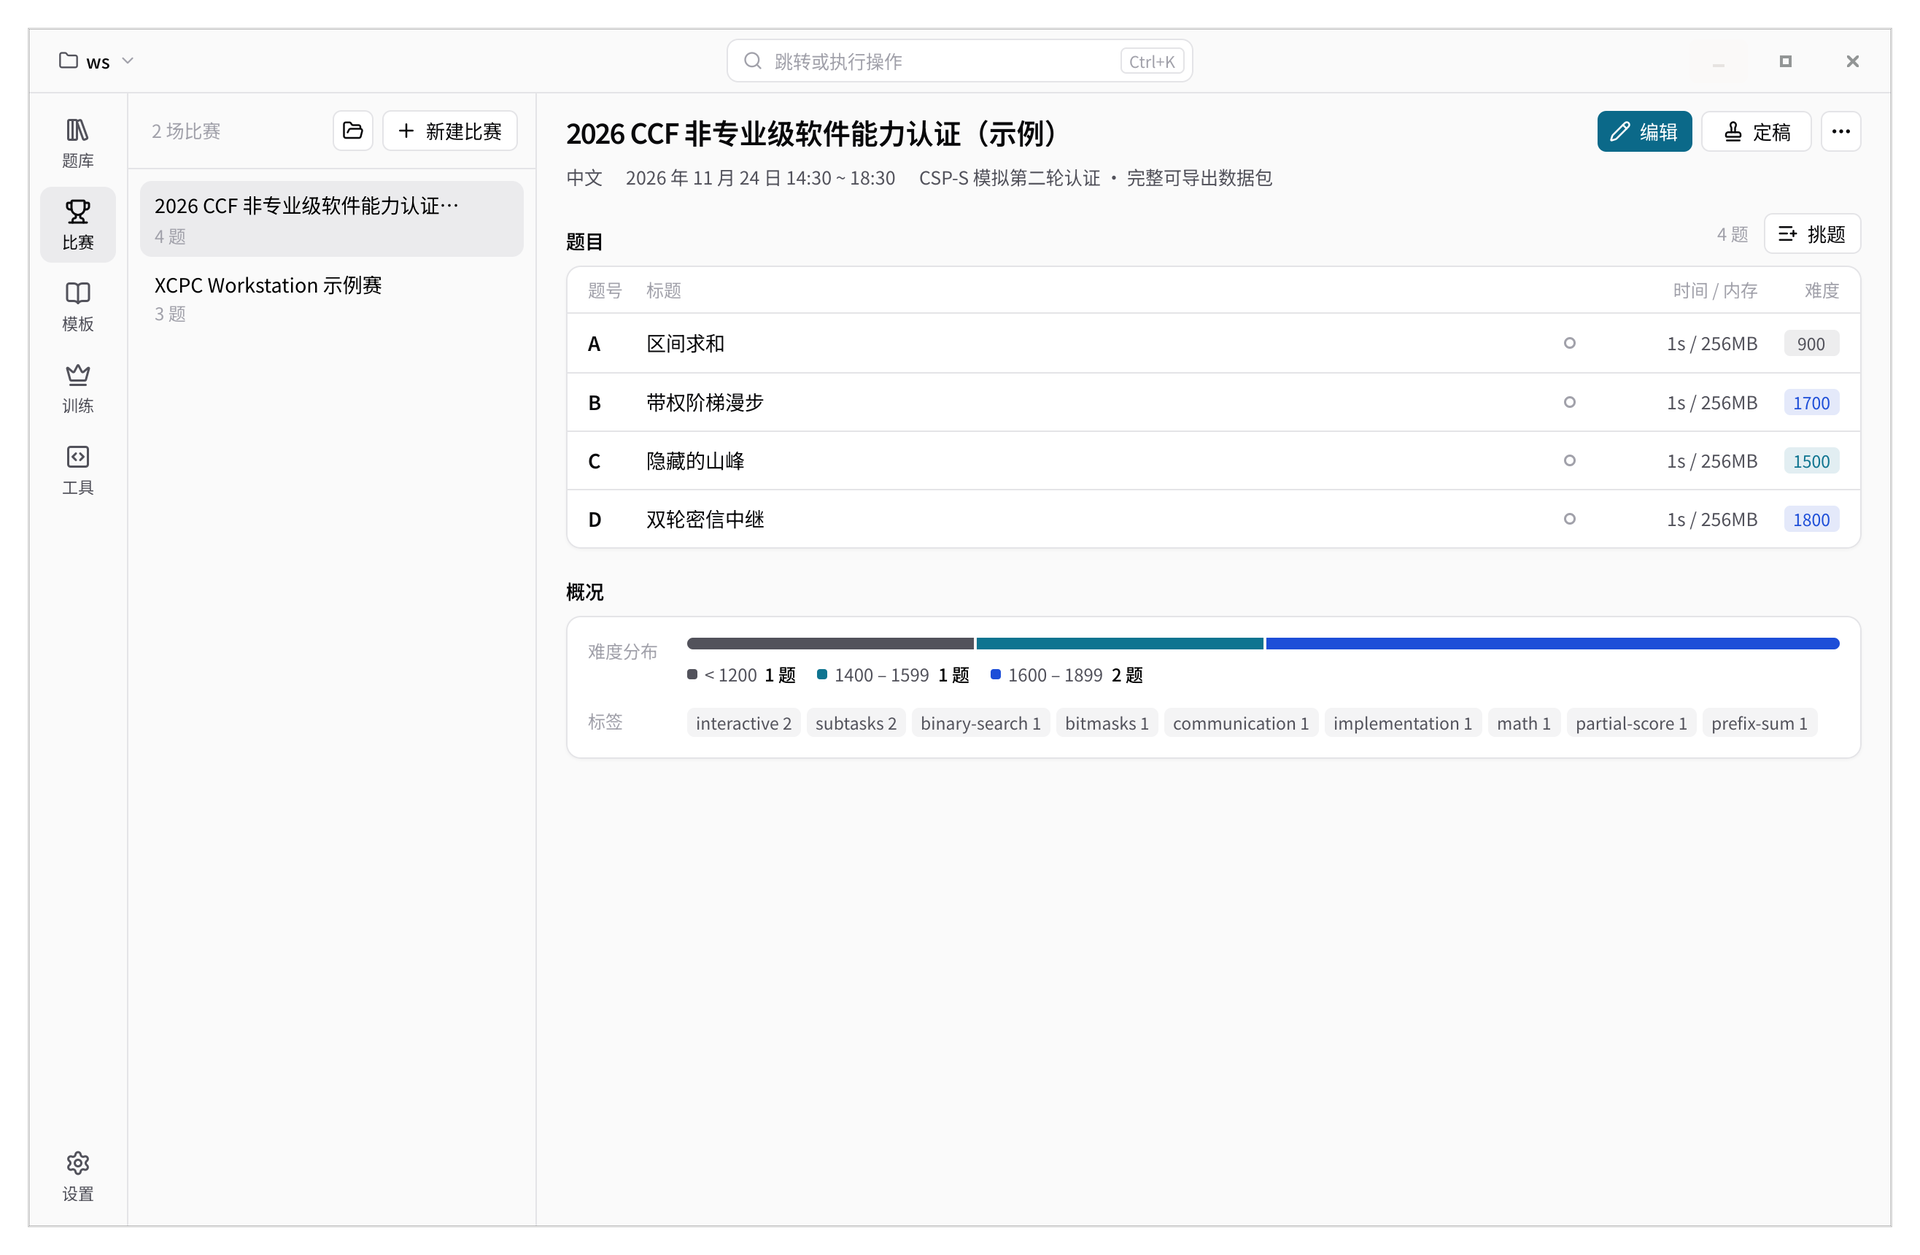 ws
跳转或执行操作
Ctrl+K
题库
比赛
模板
训练
工具
设置
2 场比赛
新建比赛
2026 CCF 非专业级软件能力认证…
4 题
XCPC Workstation 示例赛
3 题
2026 CCF 非专业级软件能力认证（示例）
编辑
定稿
中文 2026 年 11 月 24 日 14:30 ~ 18:30 CSP-S 模拟第二轮认证 • 完整可导出数据包
题目
4 题
挑题
题号 标题 时间 / 内存 难度
A 区间求和 1s / 256MB 900
B 带权阶梯漫步 1s / 256MB 1700
C 隐藏的山峰 1s / 256MB 1500
D 双轮密信中继 1s / 256MB 1800
概况
难度分布
< 1200 1 题 1400 – 1599 1 题 1600 – 1899 2 题
标签 interactive 2 subtasks 2 binary-search 1 bitmasks 1 communication 1 implementation 1 math 1 partial-score 1 prefix-sum 1